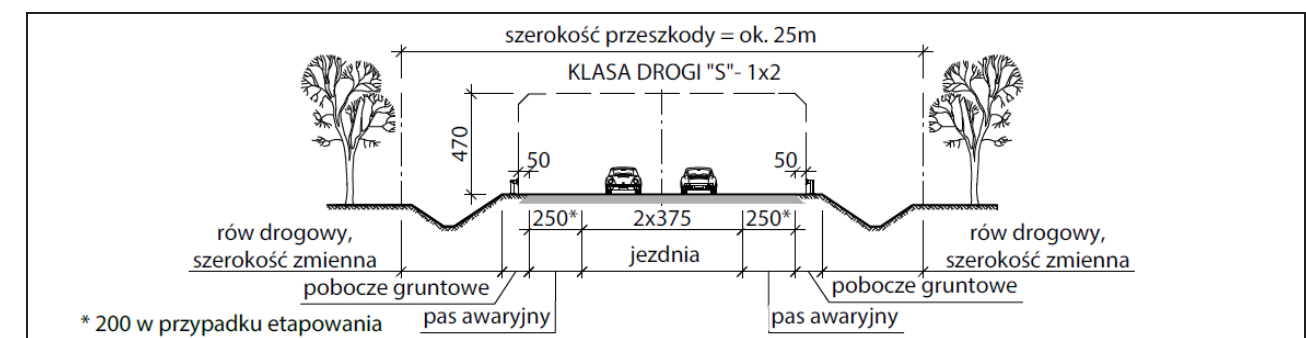 szerokość przeszkody = ok. 25m
KLASA DROGI "S"- 1x2
470
50
50
250*
2x375
250*
rów drogowy,
szerokość zmienna
jezdnia
rów drogowy,
szerokość zmienna
pobocze gruntowe
pobocze gruntowe
* 200 w przypadku etapowania
pas awaryjny
pas awaryjny